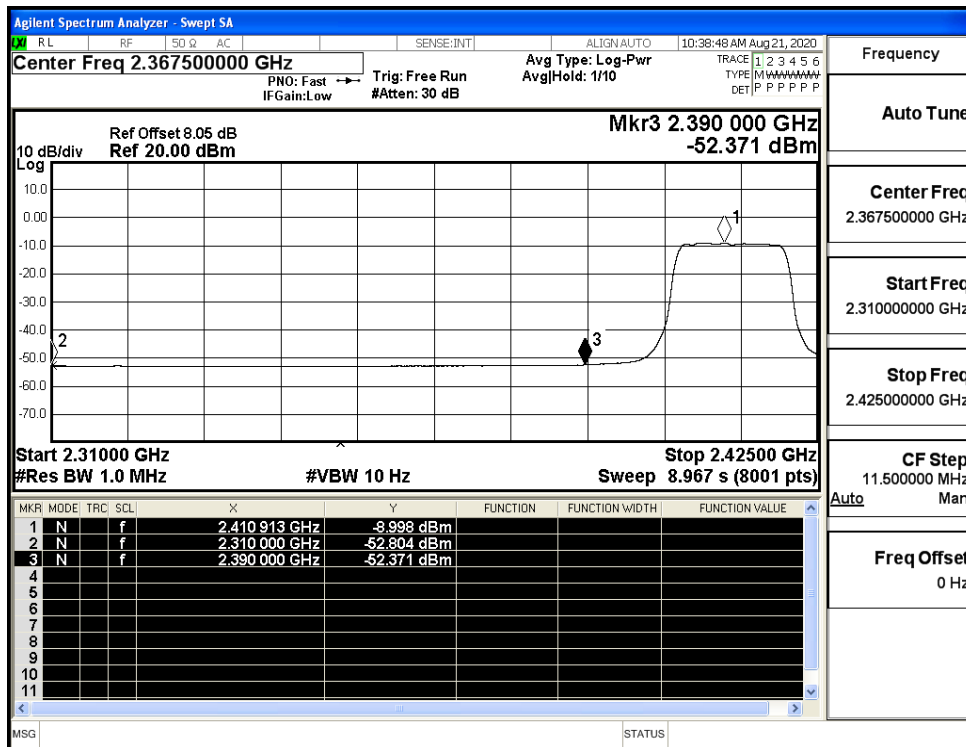 Agilent Spectrum Analyzer - Swept SA
LXI RL RF 50 Ω AC SENSE:INT ALIGNAUTO 10:38:48 AM Aug 21, 2020
Center Freq 2.367500000 GHz
PNO: Fast
IFGain:Low
Trig: Free Run
#Atten: 30 dB
Avg Type: Log-Pwr
Avg|Hold: 1/10
TRACE 1 2 3 4 5 6
TYPE M
DET P P P P P P
Frequency
Auto Tune
Center Freq
2.367500000 GHz
Start Freq
2.310000000 GHz
Stop Freq
2.425000000 GHz
CF Step
11.500000 MHz
Auto Man
Freq Offset
0 Hz
Mkr3 2.390 000 GHz
-52.371 dBm
Ref Offset 8.05 dB
10 dB/div Ref 20.00 dBm
Log
10.0
0.00
-10.0
-20.0
-30.0
-40.0
-50.0
-60.0
-70.0
1
2
3
Start 2.31000 GHz Stop 2.42500 GHz
#Res BW 1.0 MHz #VBW 10 Hz Sweep 8.967 s (8001 pts)
MKR MODE TRC SCL X Y FUNCTION FUNCTION WIDTH FUNCTION VALUE
1 N f 2.410 913 GHz -8.998 dBm
2 N f 2.310 000 GHz -52.804 dBm
3 N f 2.390 000 GHz -52.371 dBm
4
5
6
7
8
9
10
11
MSG STATUS